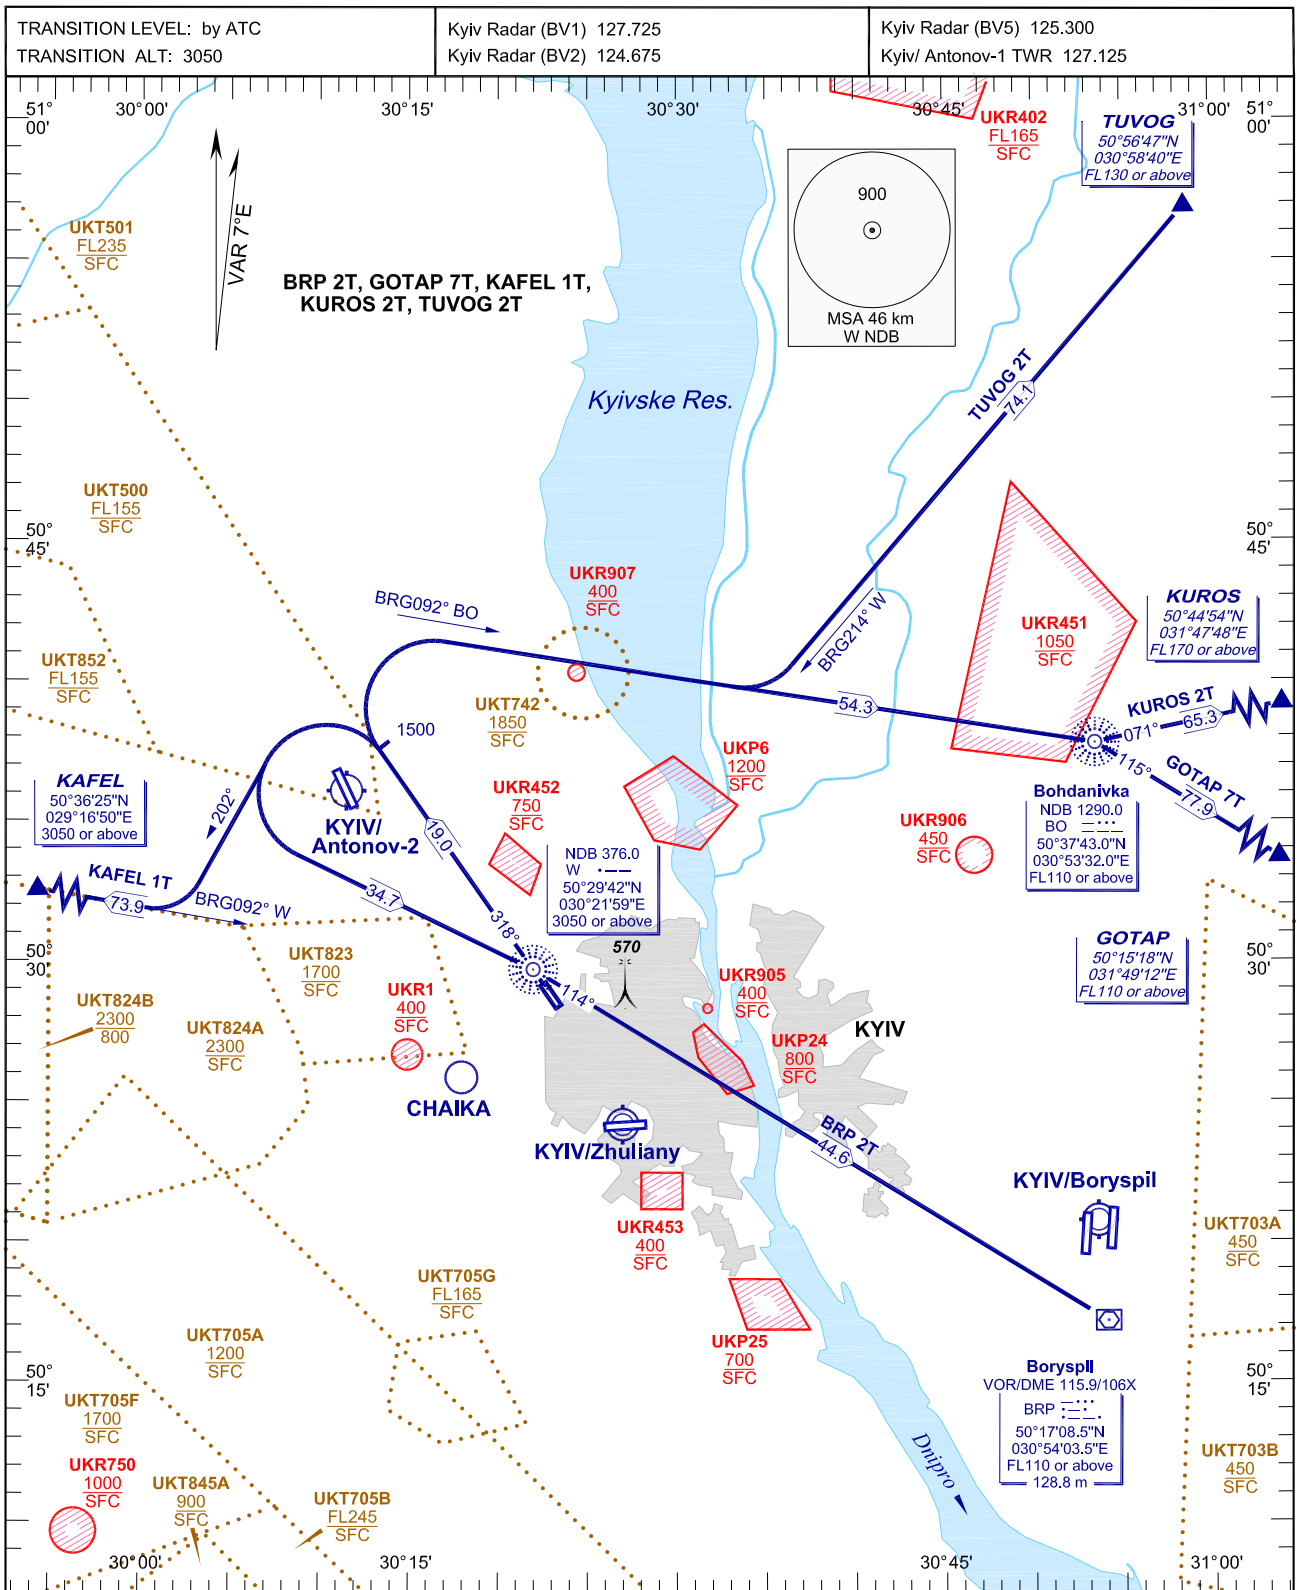 TRANSITION LEVEL: by ATC
TRANSITION ALT: 3050
Kyiv Radar (BV1) 127.725
Kyiv Radar (BV2) 124.675
Kyiv Radar (BV5) 125.300
Kyiv/ Antonov-1 TWR 127.125
51°
00'
30°00'
30°15'
30°30'
30°45'
31°00'
51°
00'
UKR402
FL165
SFC
TUVOG
50°56'47"N
030°58'40"E
FL130 or above
VAR 7°E
900
MSA 46 km
W NDB
UKT501
FL235
SFC
BRP 2T, GOTAP 7T, KAFEL 1T,
KUROS 2T, TUVOG 2T
Kyivske Res.
TUVOG 2T
74.1
UKT500
FL155
SFC
50°
45'
50°
45'
UKR907
400
SFC
BRG092° BO
BRG214° W
KUROS
50°44'54"N
031°47'48"E
FL170 or above
UKR451
1050
SFC
UKT852
FL155
SFC
UKT742
1850
SFC
1500
54.3
KUROS 2T
071°
65.3
115°
GOTAP 7T
77.9
UKP6
1200
SFC
KAFEL
50°36'25"N
029°16'50"E
3050 or above
202°
KYIV/
Antonov-2
19.0
UKR452
750
SFC
UKR906
450
SFC
Bohdanivka
NDB 1290.0
BO
50°37'43.0"N
030°53'32.0"E
FL110 or above
NDB 376.0
W
50°29'42"N
030°21'59"E
3050 or above
KAFEL 1T
73.9
BRG092° W
34.7
318°
570
GOTAP
50°15'18"N
031°49'12"E
FL110 or above
50°
30'
50°
30'
UKT823
1700
SFC
UKR1
400
SFC
114°
UKR905
400
SFC
KYIV
UKT824B
2300
800
UKT824A
2300
SFC
UKP24
800
SFC
CHAIKA
KYIV/Zhuliany
BRP 2T
44.6
KYIV/Boryspil
UKR453
400
SFC
UKT703A
450
SFC
UKT705G
FL165
SFC
UKT705A
1200
SFC
UKP25
700
SFC
50°
15'
50°
15'
Boryspil
VOR/DME 115.9/106X
BRP
50°17'08.5"N
030°54'03.5"E
FL110 or above
128.8 m
UKT705F
1700
SFC
UKR750
1000
SFC
UKT845A
900
SFC
UKT705B
FL245
SFC
Dnipro
UKT703B
450
SFC
30°00'
30°15'
30°45'
31°00'